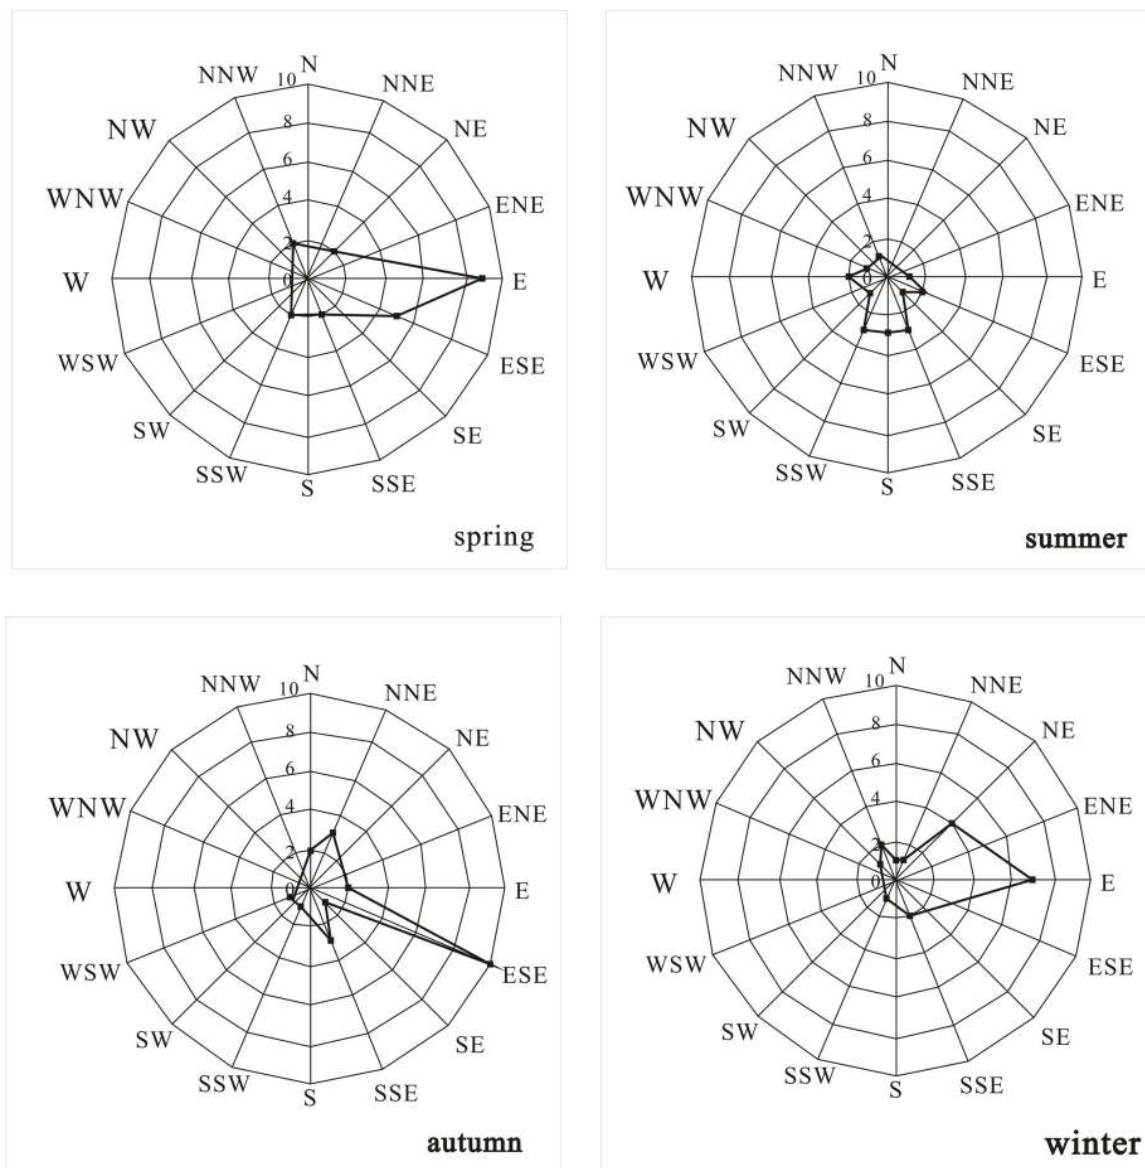 N
NNW 10 NNE
NW 8 NE
6
WNW 4 ENE
2
W 0 E
WSW ESE
SW SE
SSW SSE
S
spring
N
NNW 10 NNE
NW 8 NE
6
WNW 4 ENE
2
W 0 E
WSW ESE
SW SE
SSW SSE
S
summer
N
NNW 10 NNE
NW 8 NE
6
WNW 4 ENE
2
W 0 E
WSW ESE
SW SE
SSW SSE
S
autumn
N
NNW 10 NNE
NW 8 NE
6
WNW 4 ENE
2
W 0 E
WSW ESE
SW SE
SSW SSE
S
winter